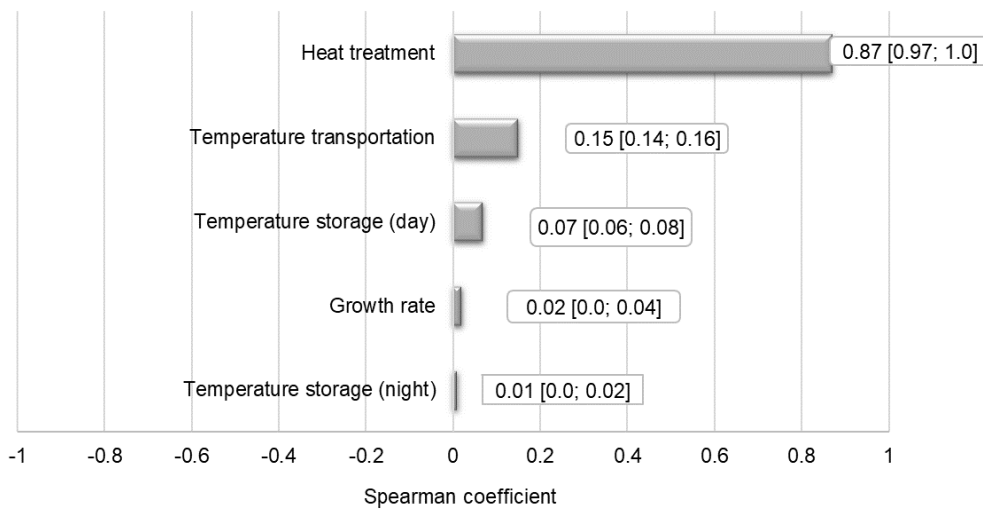 Heat treatment
0.87 [0.97; 1.0]
Temperature transportation
0.15 [0.14; 0.16]
Temperature storage (day)
0.07 [0.06; 0.08]
Growth rate
0.02 [0.0; 0.04]
Temperature storage (night)
0.01 [0.0; 0.02]
-1 -0.8 -0.6 -0.4 -0.2 0 0.2 0.4 0.6 0.8 1
Spearman coefficient